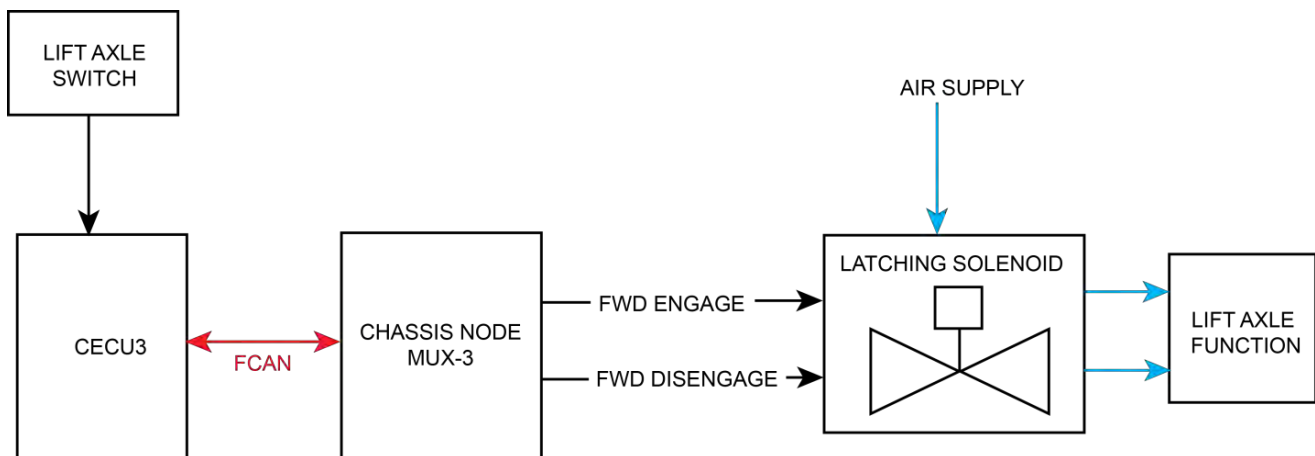 LIFT AXLE
SWITCH
AIR SUPPLY
CECU3
FCAN
CHASSIS NODE
MUX-3
FWD ENGAGE
FWD DISENGAGE
LATCHING SOLENOID
LIFT AXLE
FUNCTION